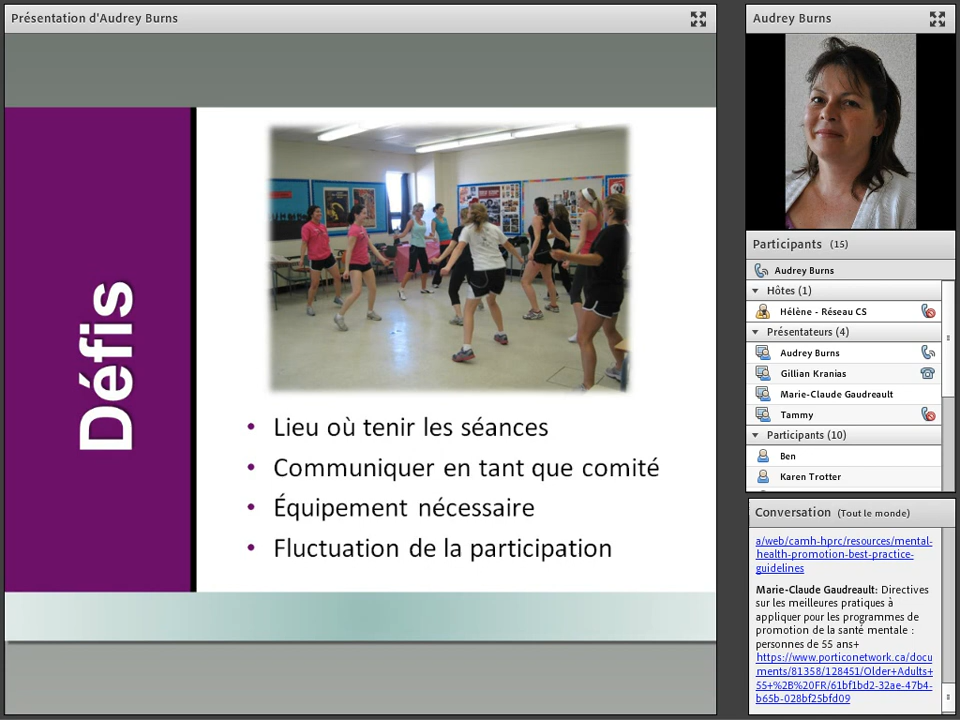 Présentation d'Audrey Burns
Défis
• Lieu où tenir les séances
• Communiquer en tant que comité
• Équipement nécessaire
• Fluctuation de la participation
Audrey Burns
Participants (15)
Audrey Burns
Hôtes (1)
Hélène - Réseau CS
Présentateurs (4)
Audrey Burns
Gillian Kranias
Marie-Claude Gaudreault
Tammy
Participants (10)
Ben
Karen Trotter
Conversation (Tout le monde)
a/web/camh-hprc/resources/mental-
health-promotion-best-practice-
guidelines
Marie-Claude Gaudreault: Directives
sur les meilleures pratiques à
appliquer pour les programmes de
promotion de la santé mentale :
personnes de 55 ans+
https://www.porticonetwork.ca/docu
ments/81358/128451/Older+Adults+
55+%2B%20FR/61bf1bd2-32ae-47b4-
b65b-028bf25bfd09